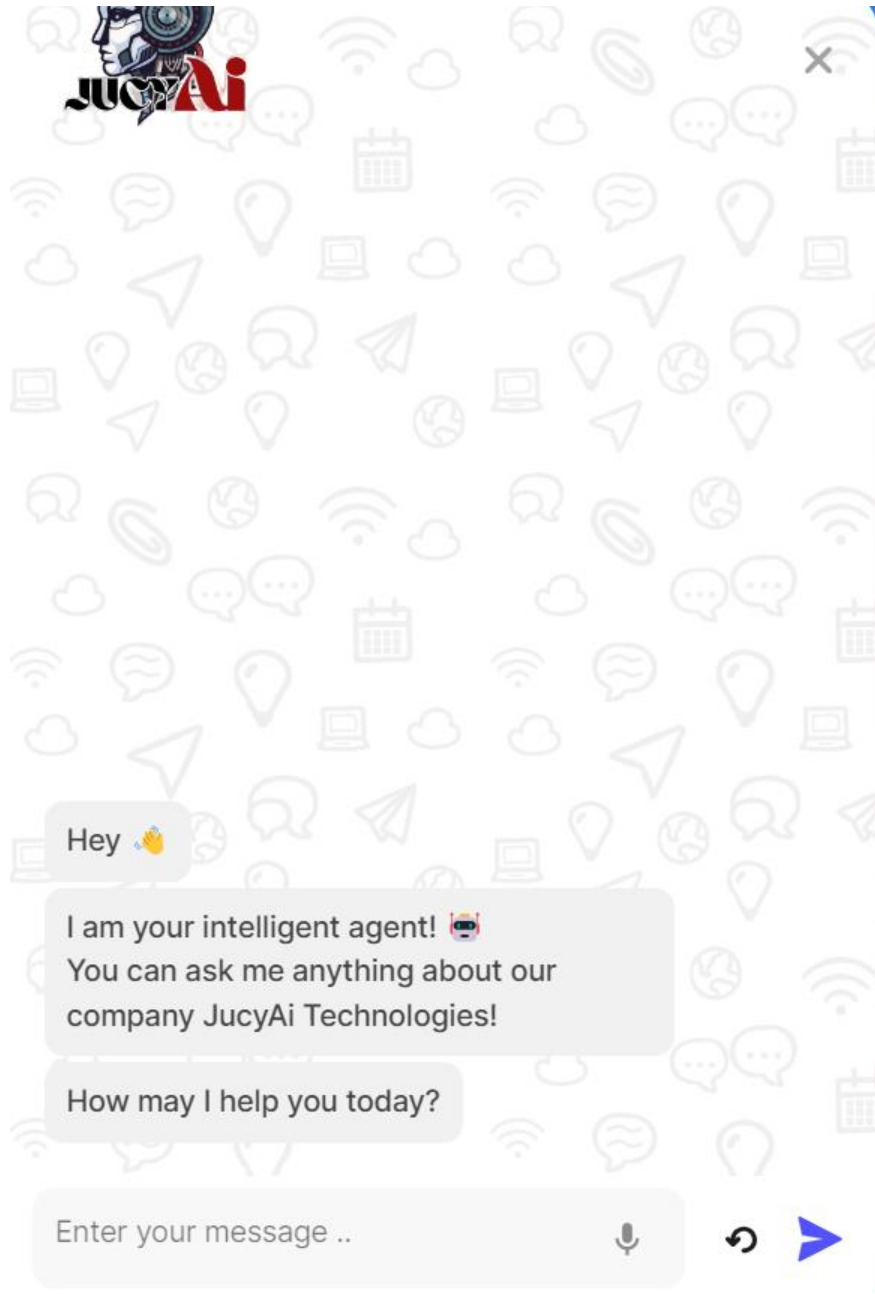 JUCYAi
Hey 👋
I am your intelligent agent! 🤖
You can ask me anything about our
company JucyAi Technologies!
How may I help you today?
Enter your message ..